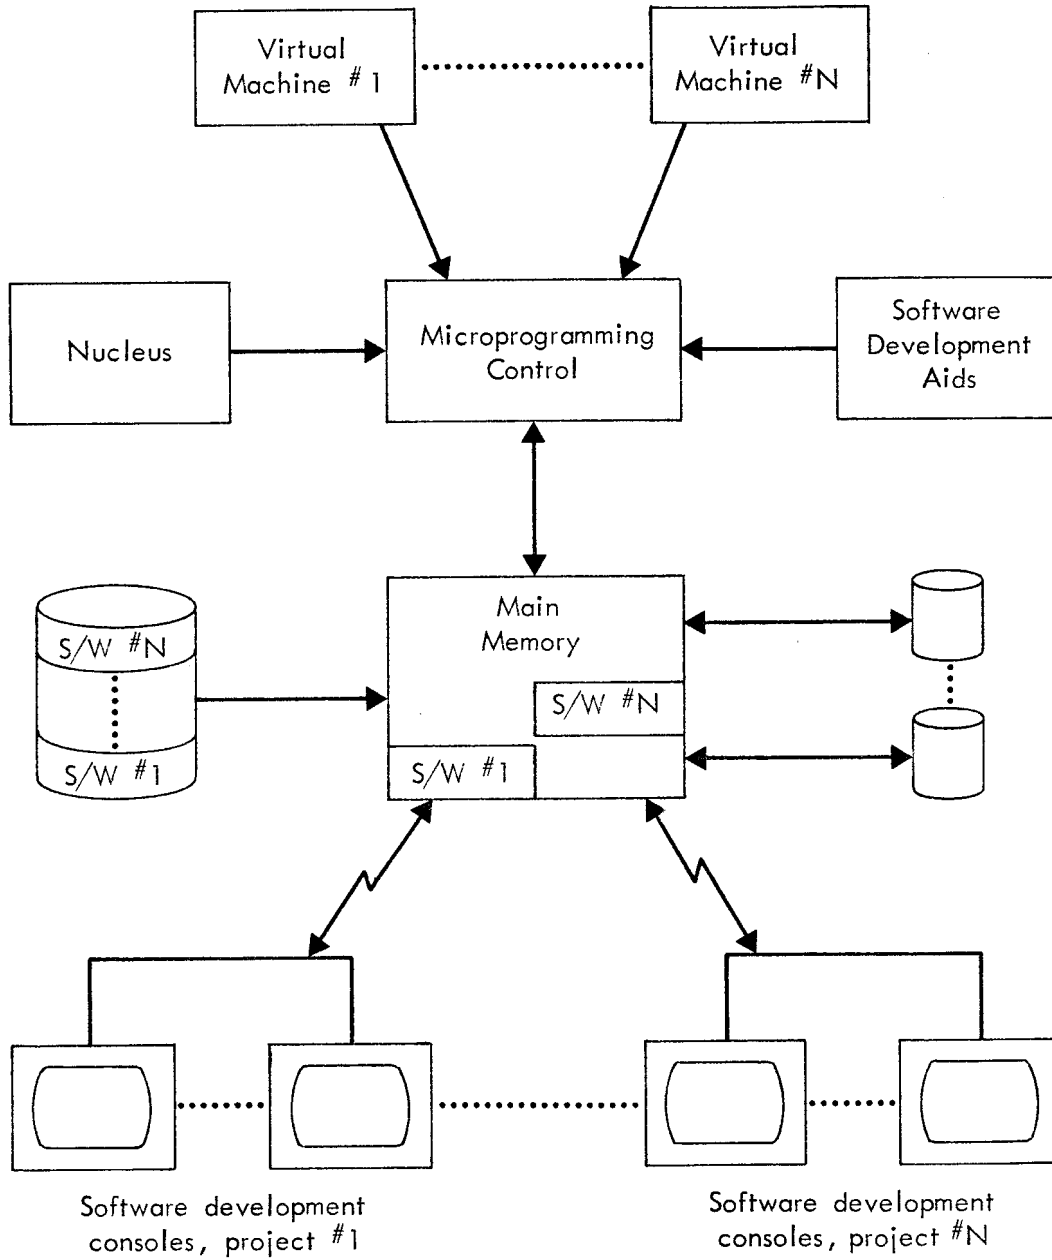 Virtual
Machine #1
Virtual
Machine #N
Nucleus
Microprogramming
Control
Software
Development
Aids
S/W #N
S/W #1
Main
Memory
S/W #N
S/W #1
Software development
consoles, project #1
Software development
consoles, project #N